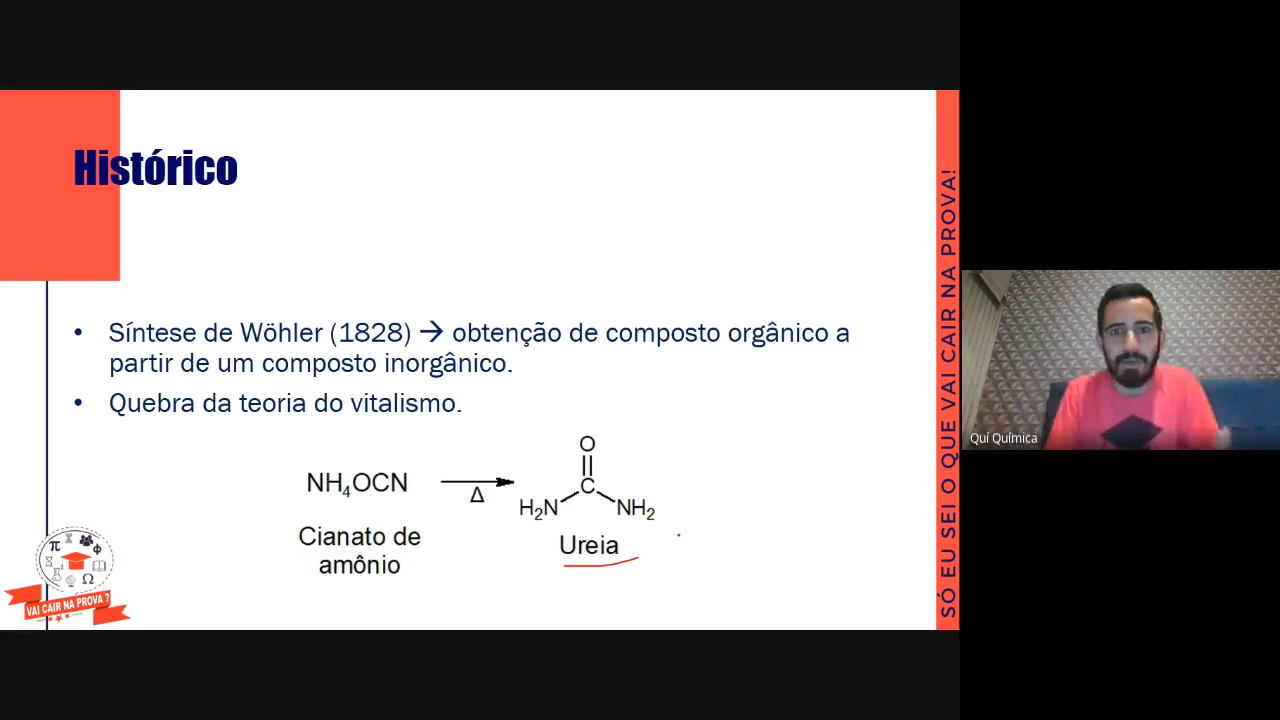 Histórico
• Síntese de Wöhler (1828) → obtenção de composto orgânico a
partir de um composto inorgânico.
• Quebra da teoria do vitalismo.
NH₄OCN
Δ
O
C
H₂N
NH₂
Cianato de
amônio
Ureia
π
Φ
Ω
VAI CAIR NA PROVA ?
SÓ EU SEI O QUE VAI CAIR NA PROVA!
Quí Química